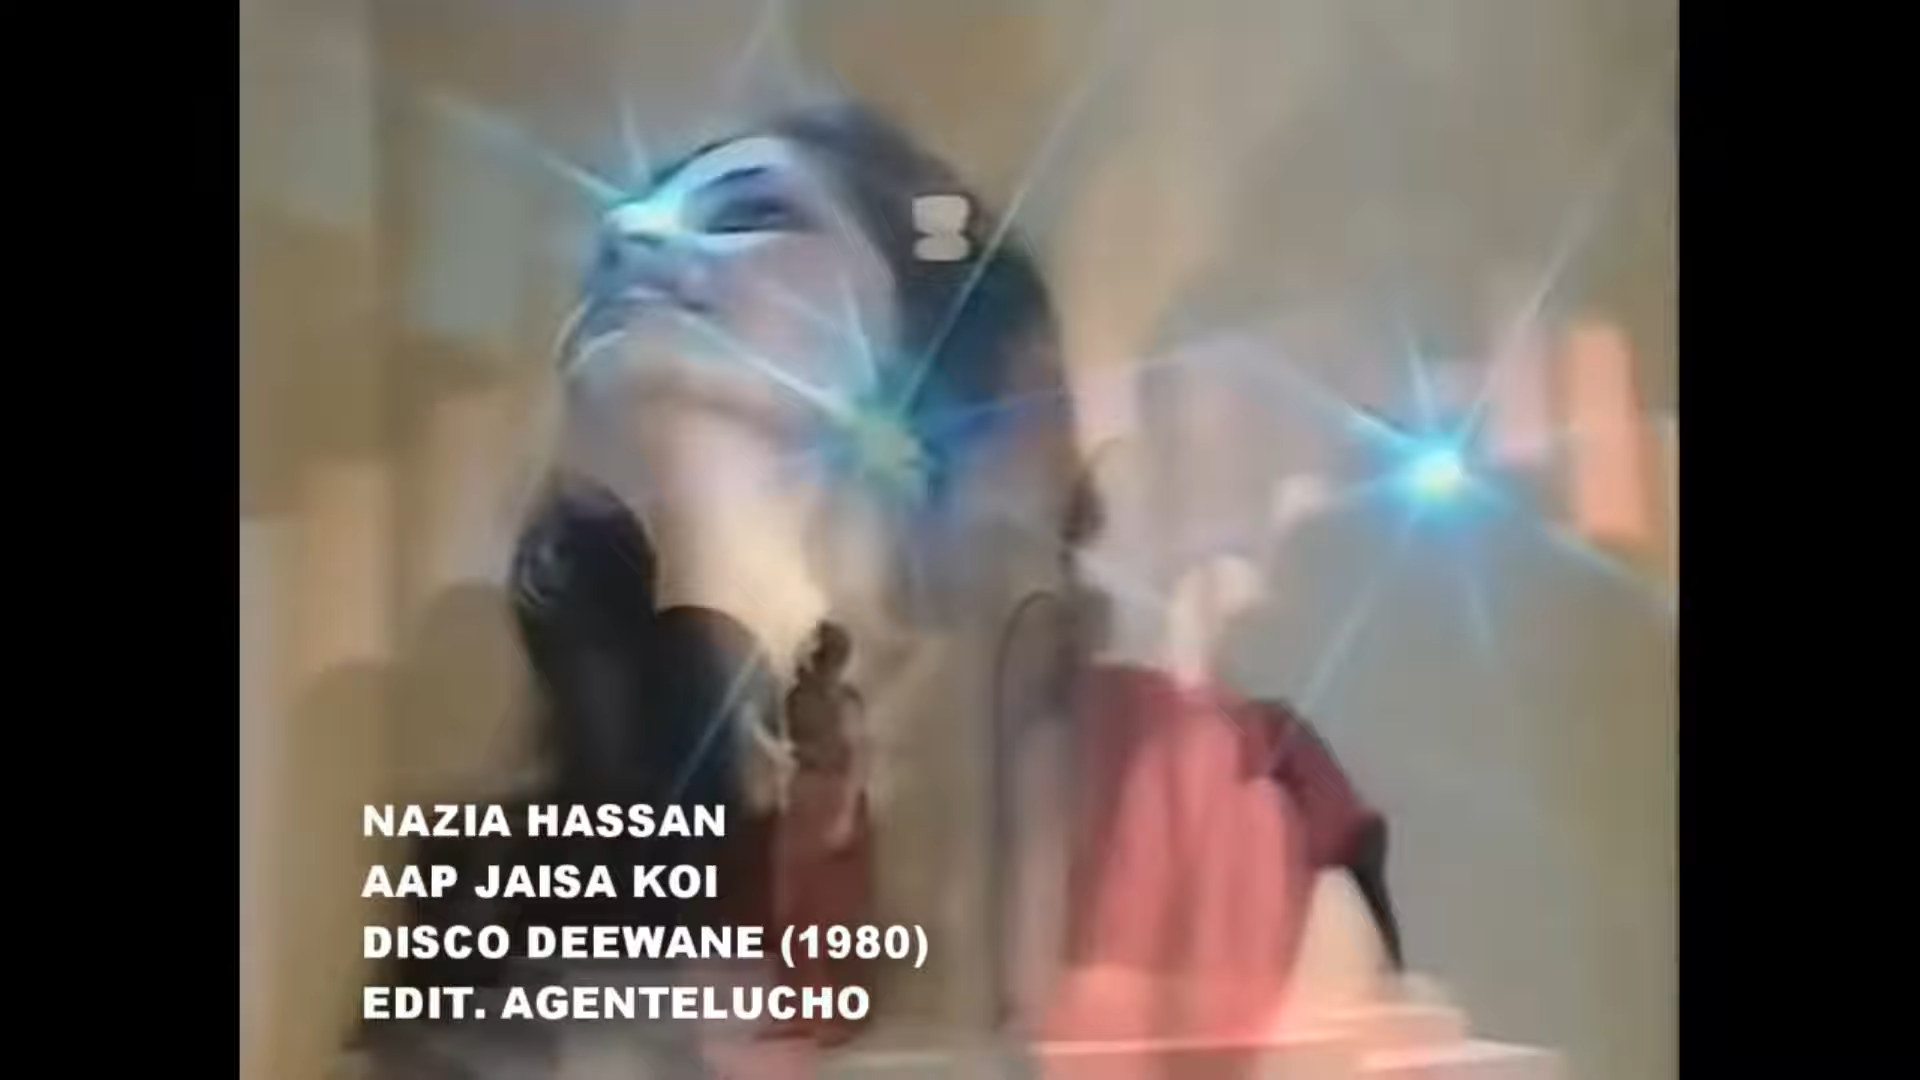 NAZIA HASSAN
AAP JAISA KOI
DISCO DEEWANE (1980)
EDIT. AGENTELUCHO